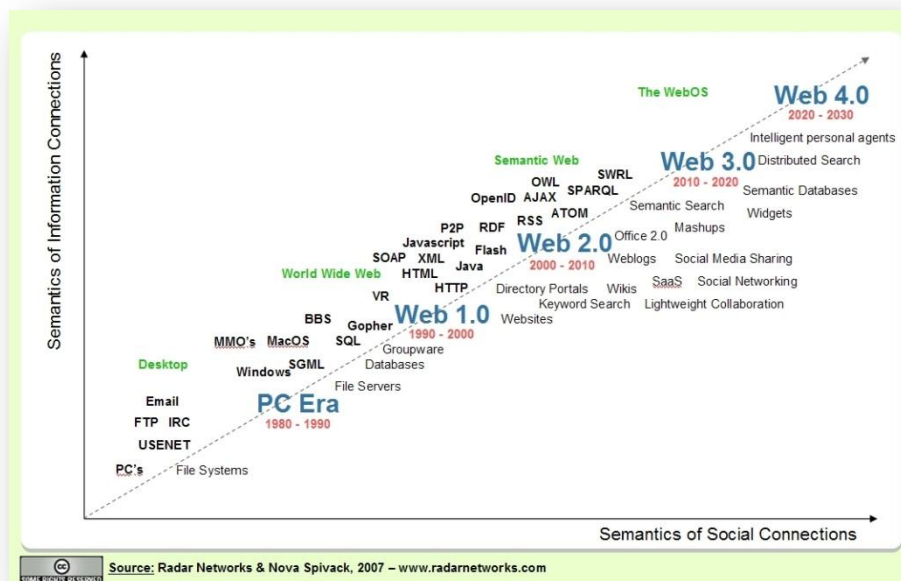 Semantics of Information Connections
The WebOS
Web 4.0
2020 - 2030
Intelligent personal agents
Semantic Web
Web 3.0
Distributed Search
2010 - 2020
SWRL
OWL
SPARQL
Semantic Databases
OpenID
AJAX
Semantic Search
Widgets
ATOM
RSS
P2P
RDF
Mashups
Office 2.0
Javascript
Flash
Web 2.0
2000 - 2010
SOAP
XML
Weblogs
Social Media Sharing
World Wide Web
HTML
Java
SaaS
Social Networking
HTTP
Directory Portals
Wikis
VR
Keyword Search
Lightweight Collaboration
Web 1.0
1990 - 2000
Websites
BBS
Gopher
MMO's
MacOS
SQL
Groupware
Desktop
Windows
SGML
Databases
File Servers
Email
PC Era
1980 - 1990
FTP
IRC
USENET
PC's
File Systems
Semantics of Social Connections
cc
SOME RIGHTS RESERVED
Source: Radar Networks & Nova Spivack, 2007 – www.radarnetworks.com